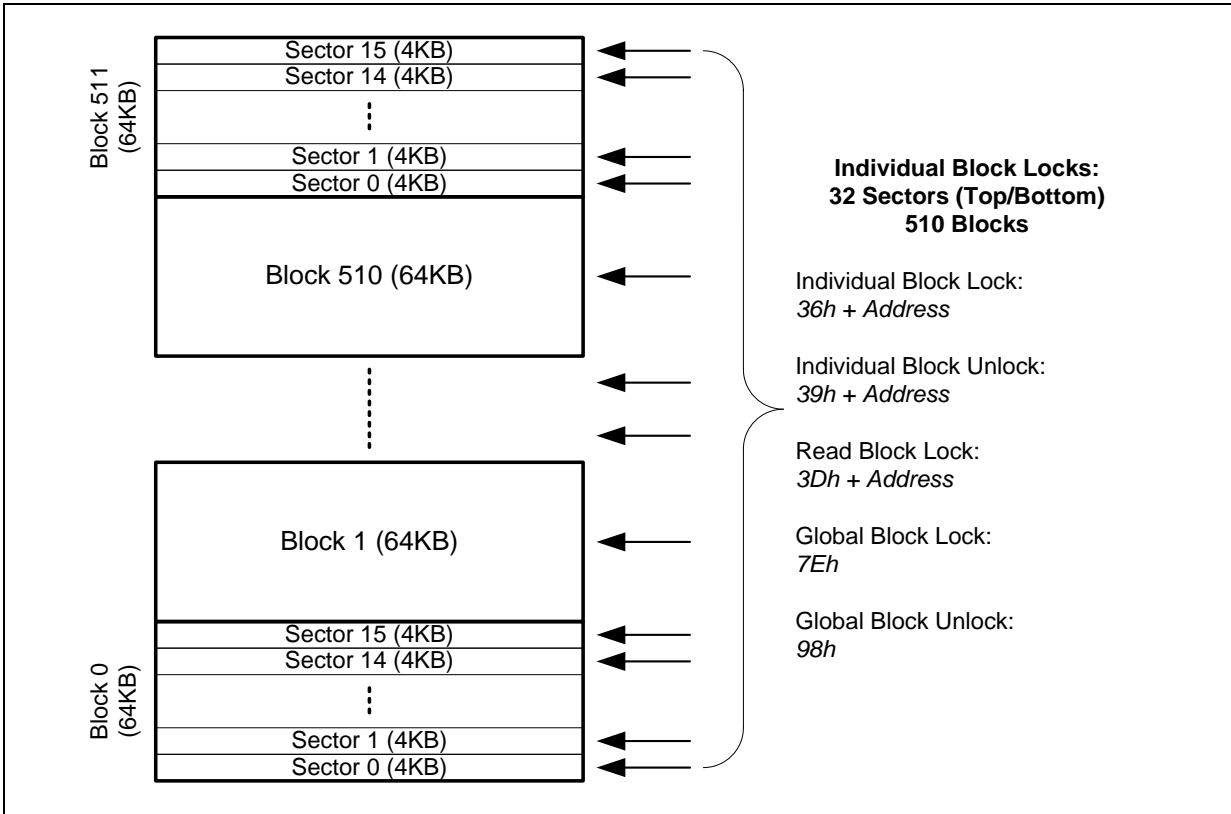 Block 511
(64KB)
Sector 15 (4KB)
Sector 14 (4KB)
Sector 1 (4KB)
Sector 0 (4KB)
Block 510 (64KB)
Block 1 (64KB)
Block 0
(64KB)
Sector 15 (4KB)
Sector 14 (4KB)
Sector 1 (4KB)
Sector 0 (4KB)
Individual Block Locks:
32 Sectors (Top/Bottom)
510 Blocks
Individual Block Lock:
36h + Address
Individual Block Unlock:
39h + Address
Read Block Lock:
3Dh + Address
Global Block Lock:
7Eh
Global Block Unlock:
98h